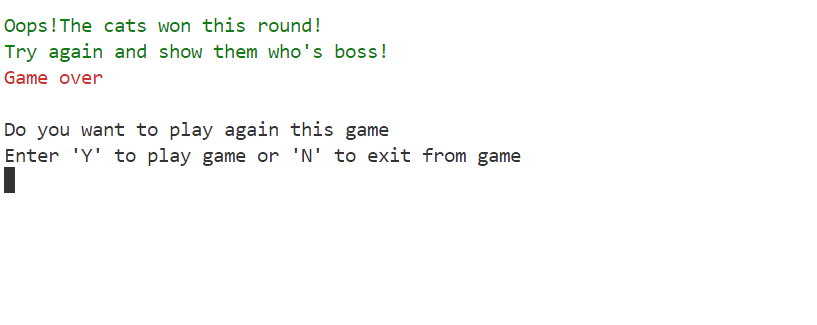 Oops!The cats won this round!
Try again and show them who's boss!
Game over
Do you want to play again this game
Enter 'Y' to play game or 'N' to exit from game